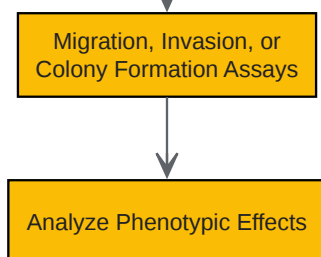 Migration, Invasion, or
Colony Formation Assays
Analyze Phenotypic Effects